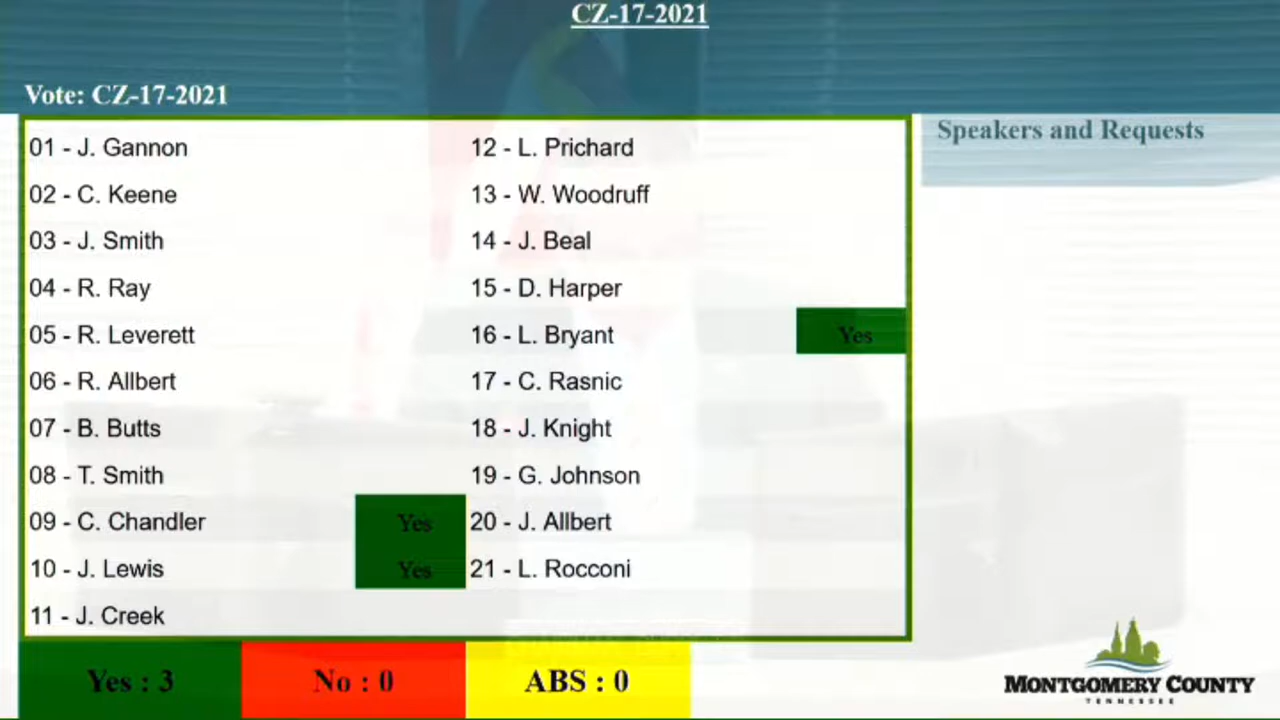 CZ-17-2021
Vote: CZ-17-2021
Speakers and Requests
01 - J. Gannon
02 - C. Keene
03 - J. Smith
04 - R. Ray
05 - R. Leverett
06 - R. Allbert
07 - B. Butts
08 - T. Smith
09 - C. Chandler Yes
10 - J. Lewis Yes
11 - J. Creek
12 - L. Prichard
13 - W. Woodruff
14 - J. Beal
15 - D. Harper
16 - L. Bryant Yes
17 - C. Rasnic
18 - J. Knight
19 - G. Johnson
20 - J. Allbert
21 - L. Rocconi
Yes : 3 No : 0 ABS : 0
MONTGOMERY COUNTY
TENNESSEE